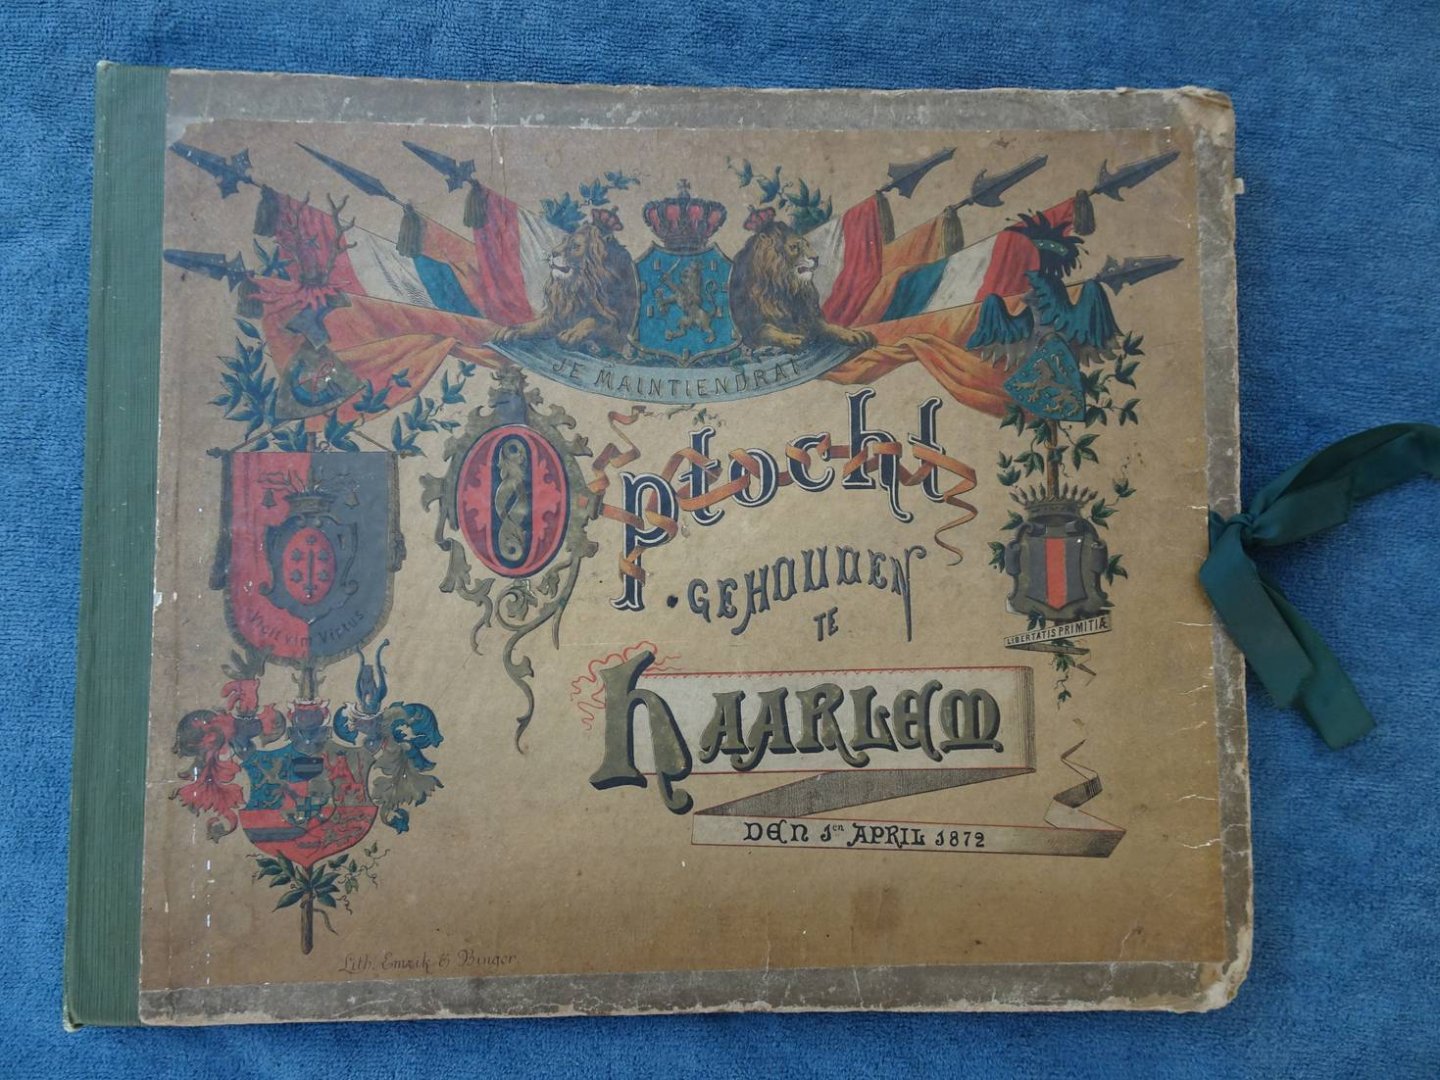 JE MAINTIENDRAI
Optocht
GEHOUDEN
TE
HAARLEM
DEN 1en APRIL 1872
Vicit vim Virtus
LIBERTATIS PRIMITIÆ
Lith. Emrik & Binger